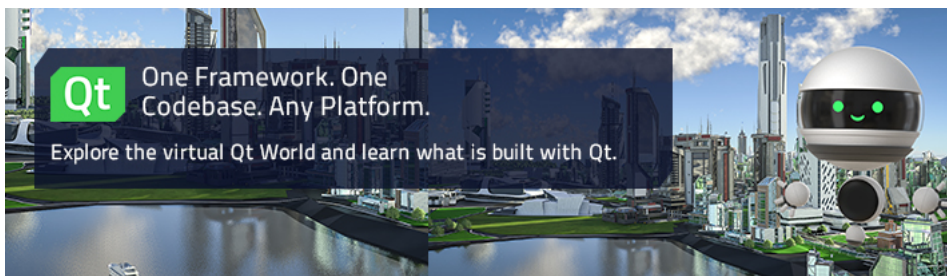 Qt
One Framework. One
Codebase. Any Platform.
Explore the virtual Qt World and learn what is built with Qt.